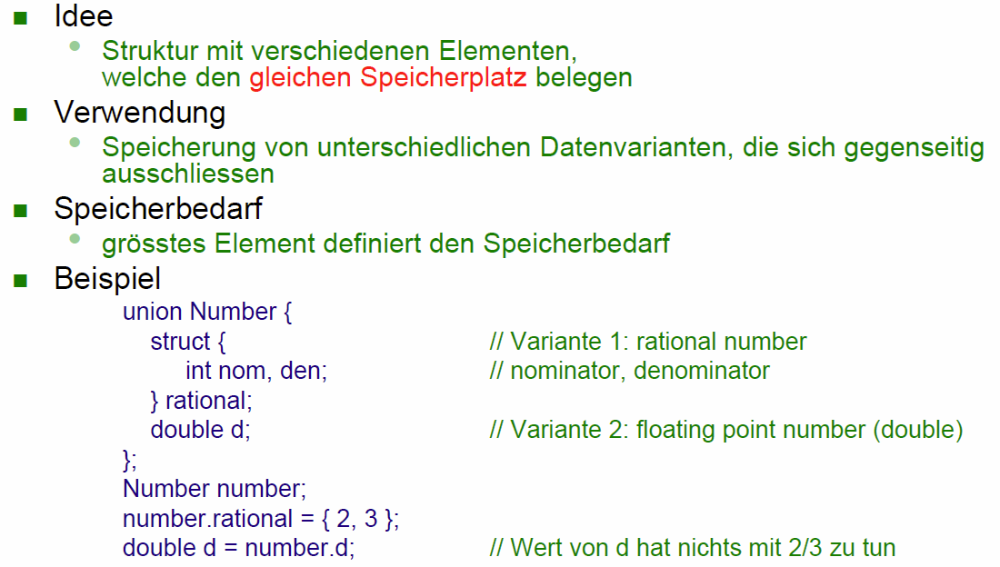 Idee
Struktur mit verschiedenen Elementen,
welche den gleichen Speicherplatz belegen
Verwendung
Speicherung von unterschiedlichen Datenvarianten, die sich gegenseitig
ausschliessen
Speicherbedarf
grösstes Element definiert den Speicherbedarf
Beispiel
union Number {
struct { // Variante 1: rational number
int nom, den; // nominator, denominator
} rational;
double d; // Variante 2: floating point number (double)
};
Number number;
number.rational = { 2, 3 };
double d = number.d; // Wert von d hat nichts mit 2/3 zu tun